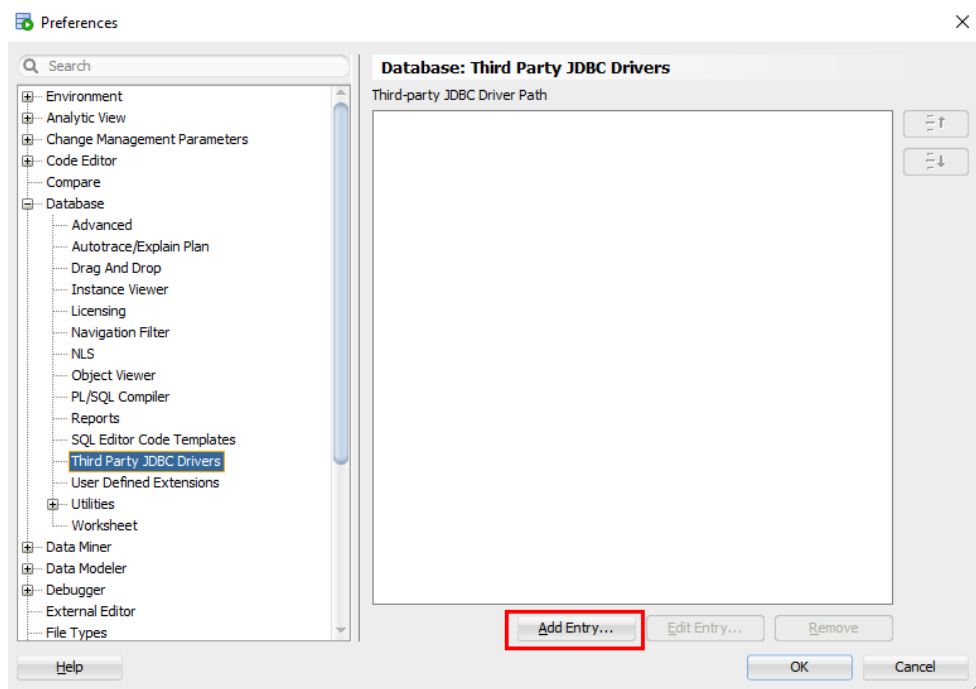 Preferences
Search
Environment
Analytic View
Change Management Parameters
Code Editor
Compare
Database
Advanced
Autotrace/Explain Plan
Drag And Drop
Instance Viewer
Licensing
Navigation Filter
NLS
Object Viewer
PL/SQL Compiler
Reports
SQL Editor Code Templates
Third Party JDBC Drivers
User Defined Extensions
Utilities
Worksheet
Data Miner
Data Modeler
Debugger
External Editor
File Types
Database: Third Party JDBC Drivers
Third-party JDBC Driver Path
Add Entry... Edit Entry... Remove
Help OK Cancel